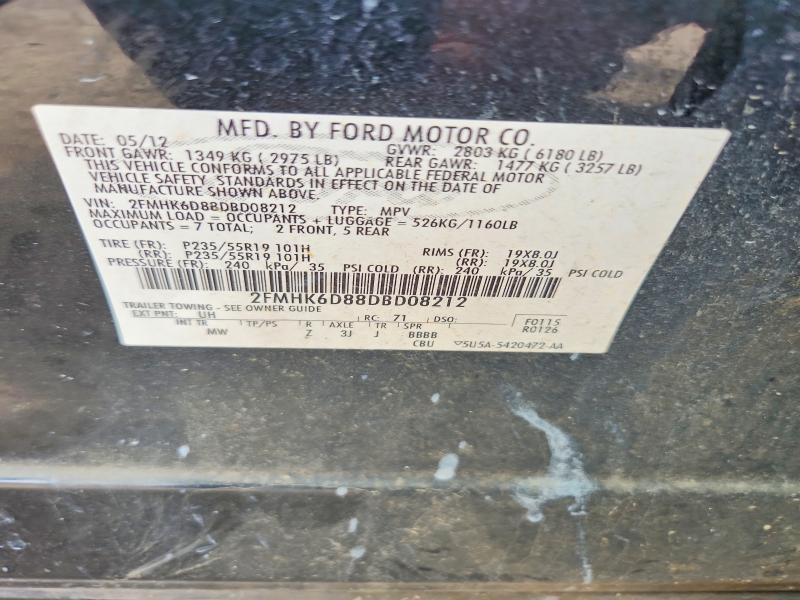 MFD. BY FORD MOTOR CO.
DATE: 05/12 GVWR: 2803 KG ( 6180 LB)
FRONT GAWR: 1349 KG ( 2975 LB) REAR GAWR: 1477 KG ( 3257 LB)
THIS VEHICLE CONFORMS TO ALL APPLICABLE FEDERAL MOTOR
VEHICLE SAFETY STANDARDS IN EFFECT ON THE DATE OF
MANUFACTURE SHOWN ABOVE.
VIN: 2FMHK6D88DBD08212 TYPE: MPV
MAXIMUM LOAD = OCCUPANTS + LUGGAGE = 526KG/1160LB
OCCUPANTS = 7 TOTAL; 2 FRONT, 5 REAR
TIRE (FR): P235/55R19 101H RIMS (FR): 19X8.0J
(RR): P235/55R19 101H (RR): 19X8.0J
PRESSURE (FR): 240 kPa/ 35 PSI COLD (RR): 240 kPa/ 35 PSI COLD
2FMHK6D88DBD08212
TRAILER TOWING - SEE OWNER GUIDE
EXT PNT: UH RC: 71 DSO: F0115
R0126
INT TR TP/PS R AXLE TR SPR
MW Z 3J J BBBB
CBU 5U5A-5420472-AA